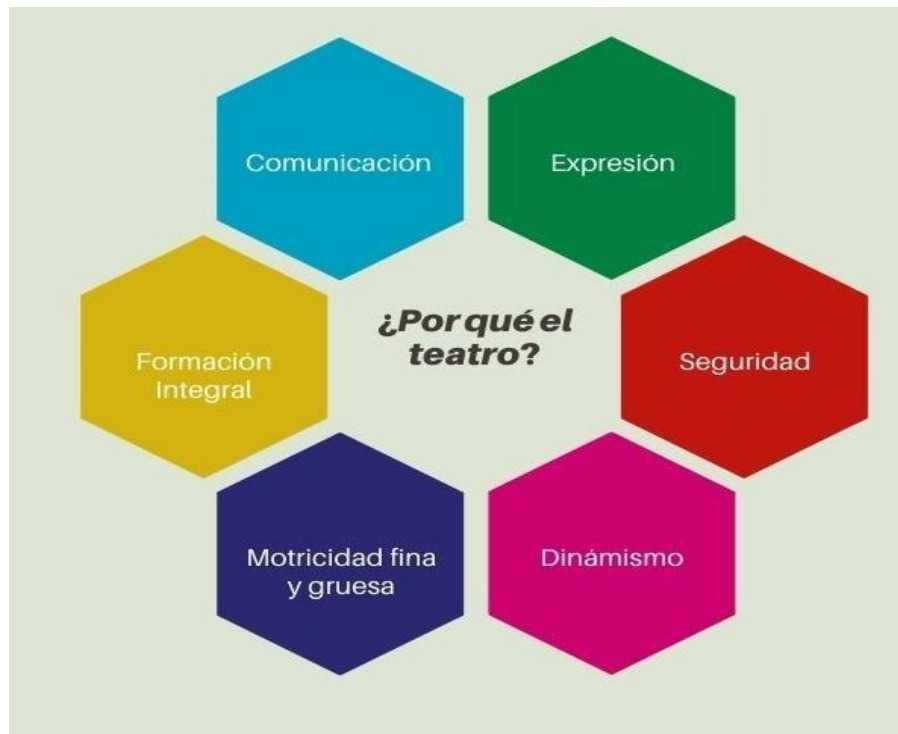 Comunicación
Expresión
¿Por qué el
teatro?
Formación
Integral
Seguridad
Motricidad fina
y gruesa
Dinámismo